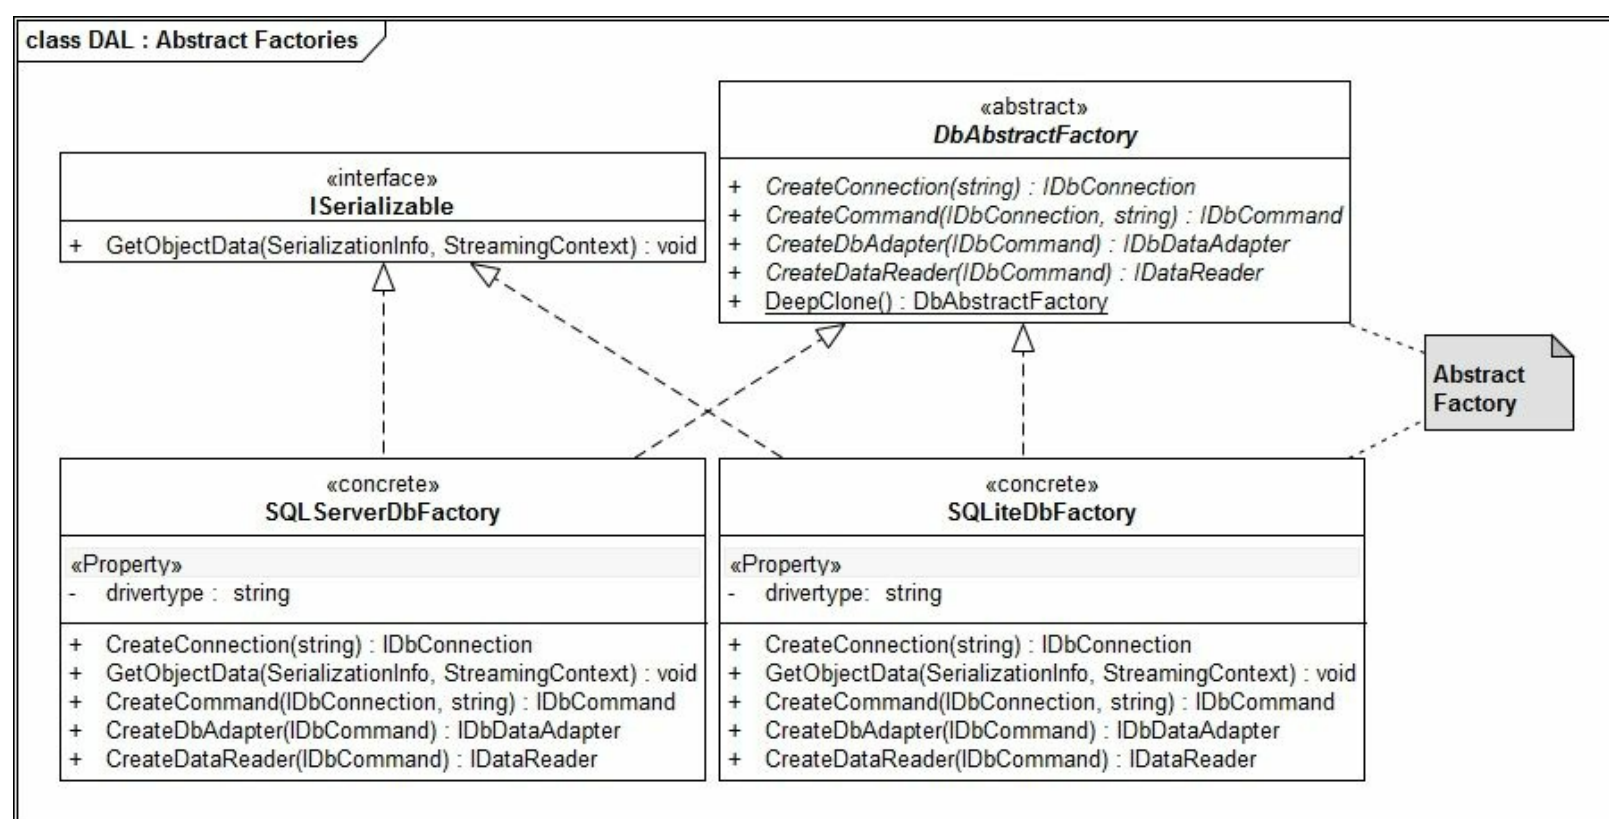 class DAL : Abstract Factories
«abstract»
DbAbstractFactory
+ CreateConnection(string) : IDbConnection
+ CreateCommand(IDbConnection, string) : IDbCommand
+ CreateDbAdapter(IDbCommand) : IDbDataAdapter
+ CreateDataReader(IDbCommand) : IDataReader
+ DeepClone() : DbAbstractFactory
«interface»
ISerializable
+ GetObjectData(SerializationInfo, StreamingContext) : void
Abstract
Factory
«concrete»
SQLServerDbFactory
«Property»
- drivertype : string
+ CreateConnection(string) : IDbConnection
+ GetObjectData(SerializationInfo, StreamingContext) : void
+ CreateCommand(IDbConnection, string) : IDbCommand
+ CreateDbAdapter(IDbCommand) : IDbDataAdapter
+ CreateDataReader(IDbCommand) : IDataReader
«concrete»
SQLiteDbFactory
«Property»
- drivertype: string
+ CreateConnection(string) : IDbConnection
+ GetObjectData(SerializationInfo, StreamingContext) : void
+ CreateCommand(IDbConnection, string) : IDbCommand
+ CreateDbAdapter(IDbCommand) : IDbDataAdapter
+ CreateDataReader(IDbCommand) : IDataReader